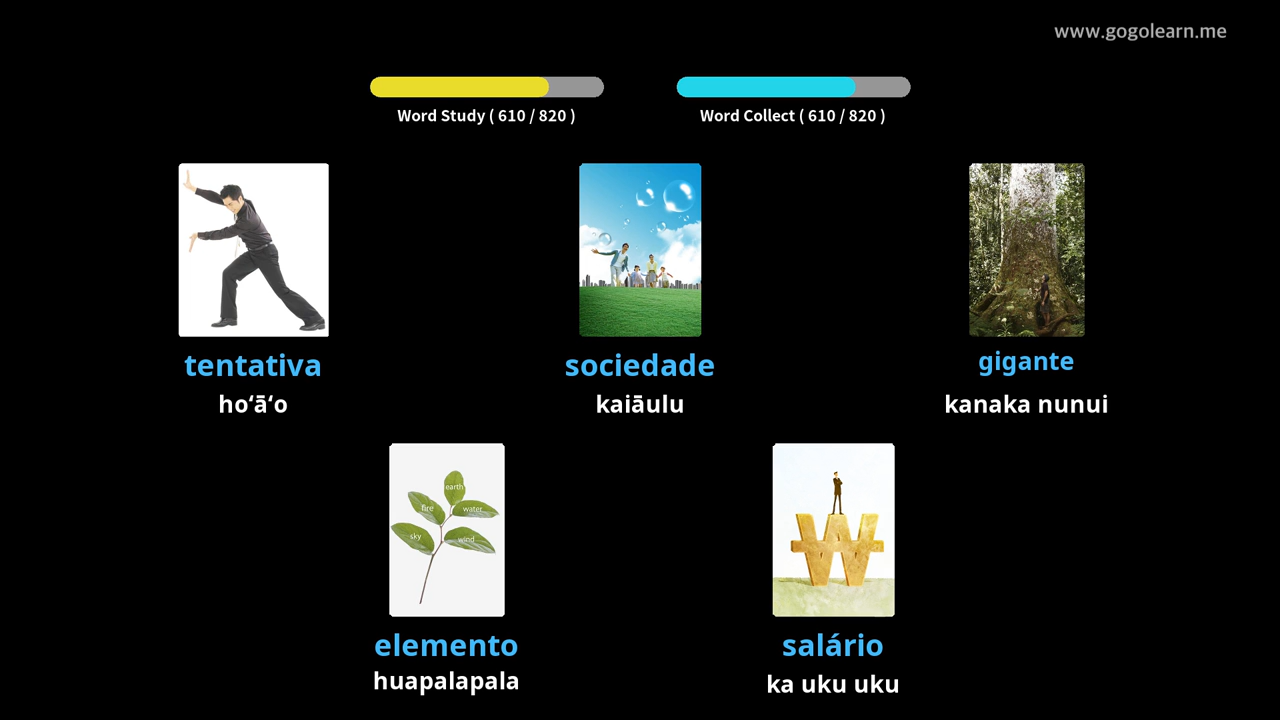 www.gogolearn.me
Word Study ( 610 / 820 )
Word Collect ( 610 / 820 )
tentativa
sociedade
gigante
hoʻāʻo
kaiāulu
kanaka nunui
earth
fire
water
sky
wind
elemento
salário
huapalapala
ka uku uku